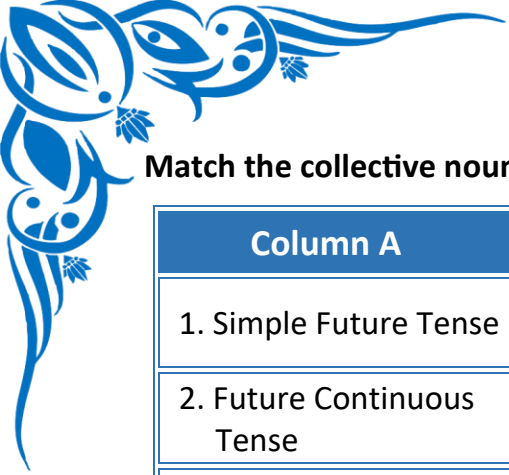 Match the collective noun
Column A
1. Simple Future Tense
2. Future Continuous
Tense